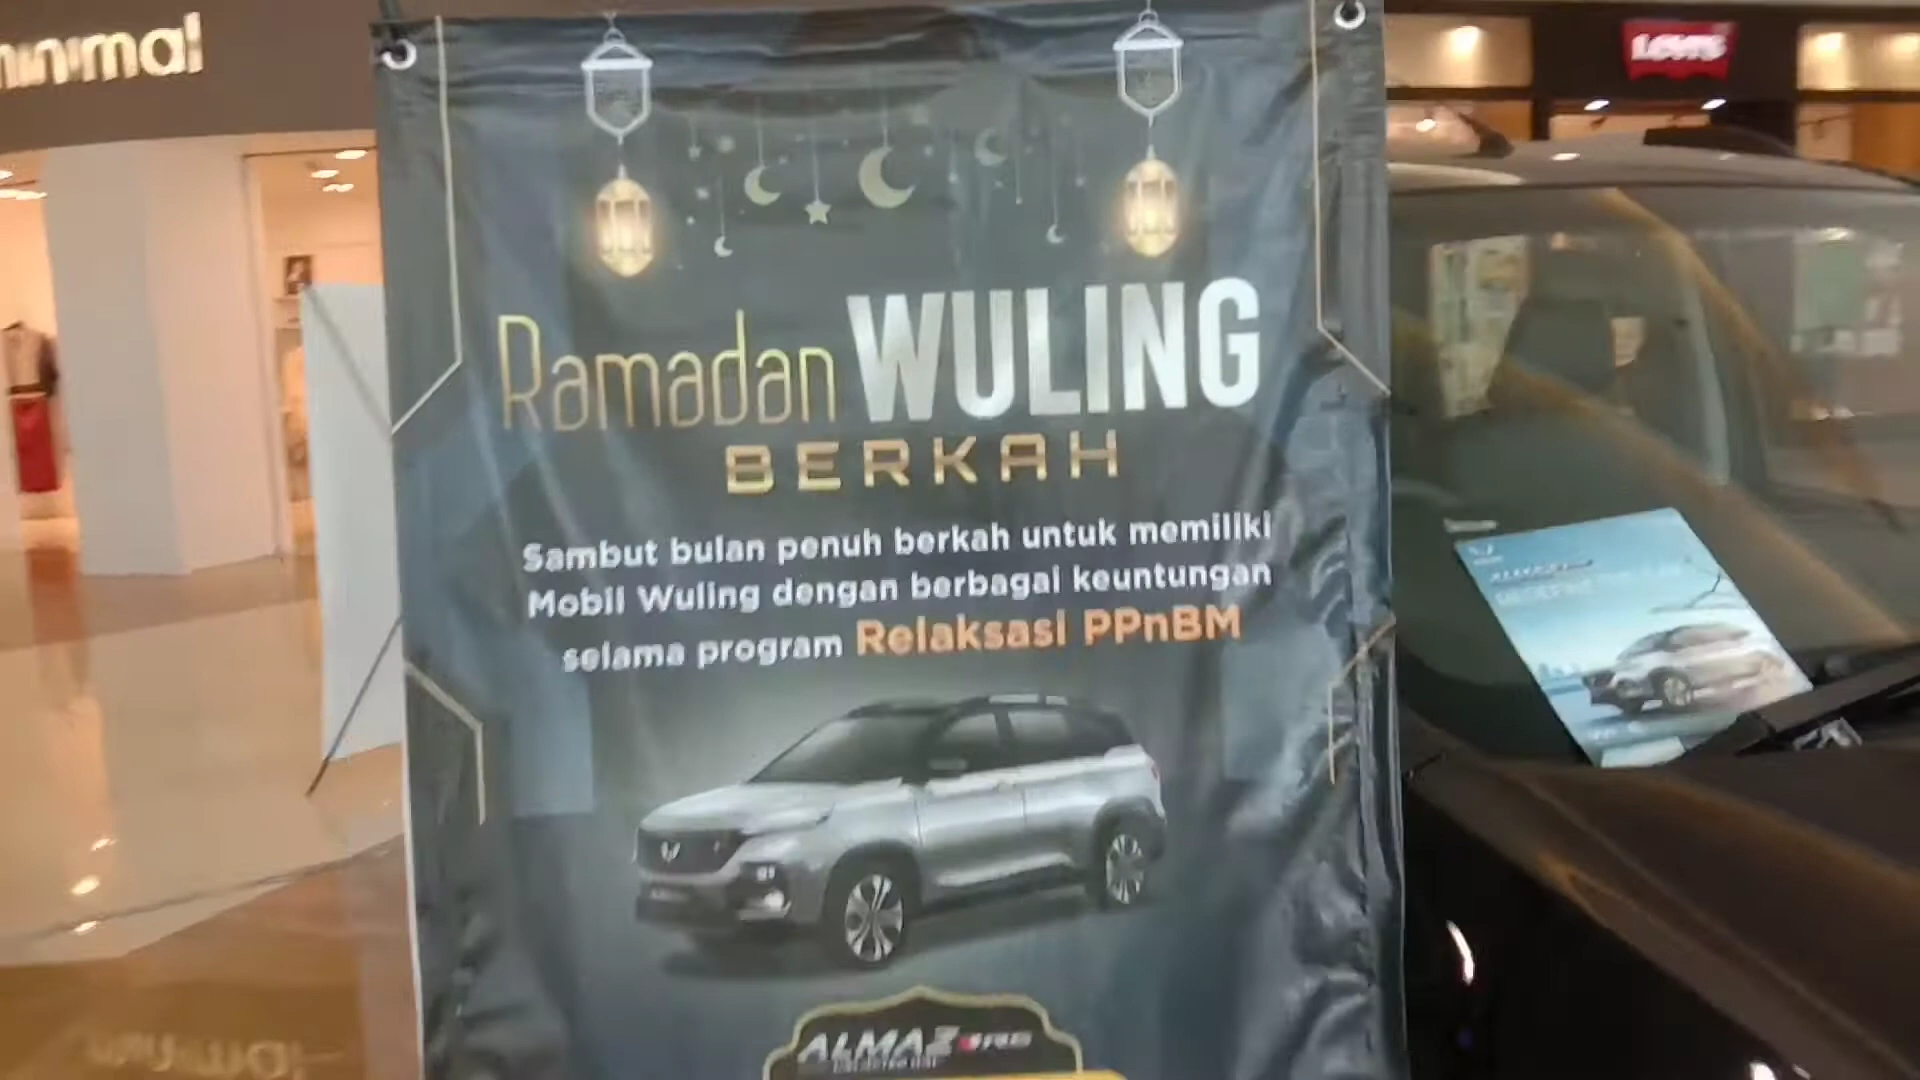 minimal
Levi's
Ramadan WULING
BERKAH
Sambut bulan penuh berkah untuk memiliki
Mobil Wuling dengan berbagai keuntungan
selama program Relaksasi PPnBM
ALMAZ RS